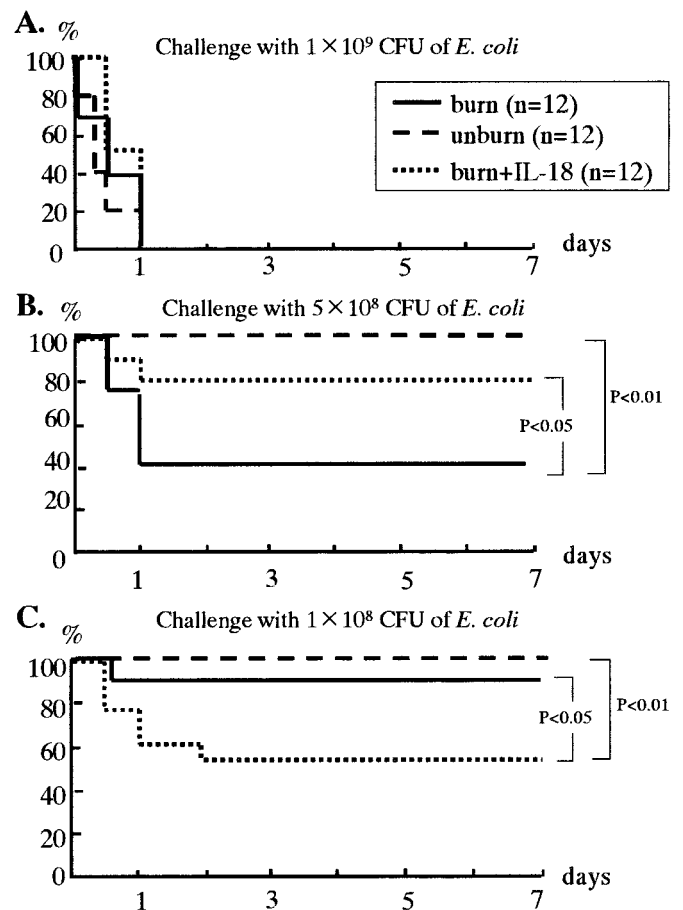 A. % Challenge with 1×10⁹ CFU of E. coli
100
80
60
40
20
0
burn (n=12)
unburn (n=12)
burn+IL-18 (n=12)
1 3 5 7 days
B. % Challenge with 5×10⁸ CFU of E. coli
100
80
60
40
20
0
P<0.01
P<0.05
1 3 5 7 days
C. % Challenge with 1×10⁸ CFU of E. coli
100
80
60
40
20
0
P<0.01
P<0.05
1 3 5 7 days